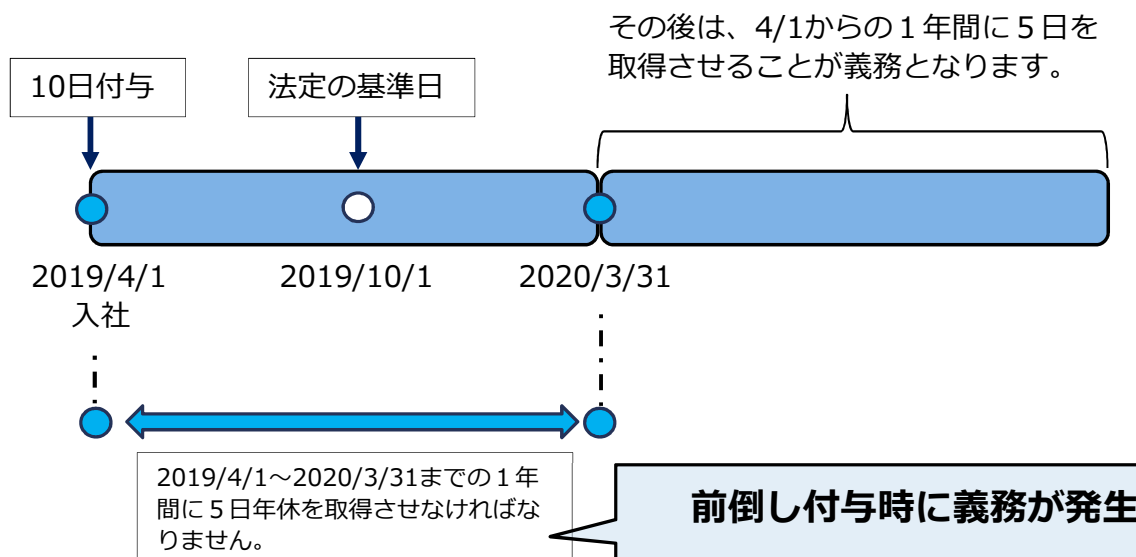 その後は、4/1からの１年間に５日を
取得させることが義務となります。
10日付与
法定の基準日
2019/4/1
入社
2019/10/1
2020/3/31
2019/4/1～2020/3/31までの１年
間に５日年休を取得させなければな
りません。
前倒し付与時に義務が発生